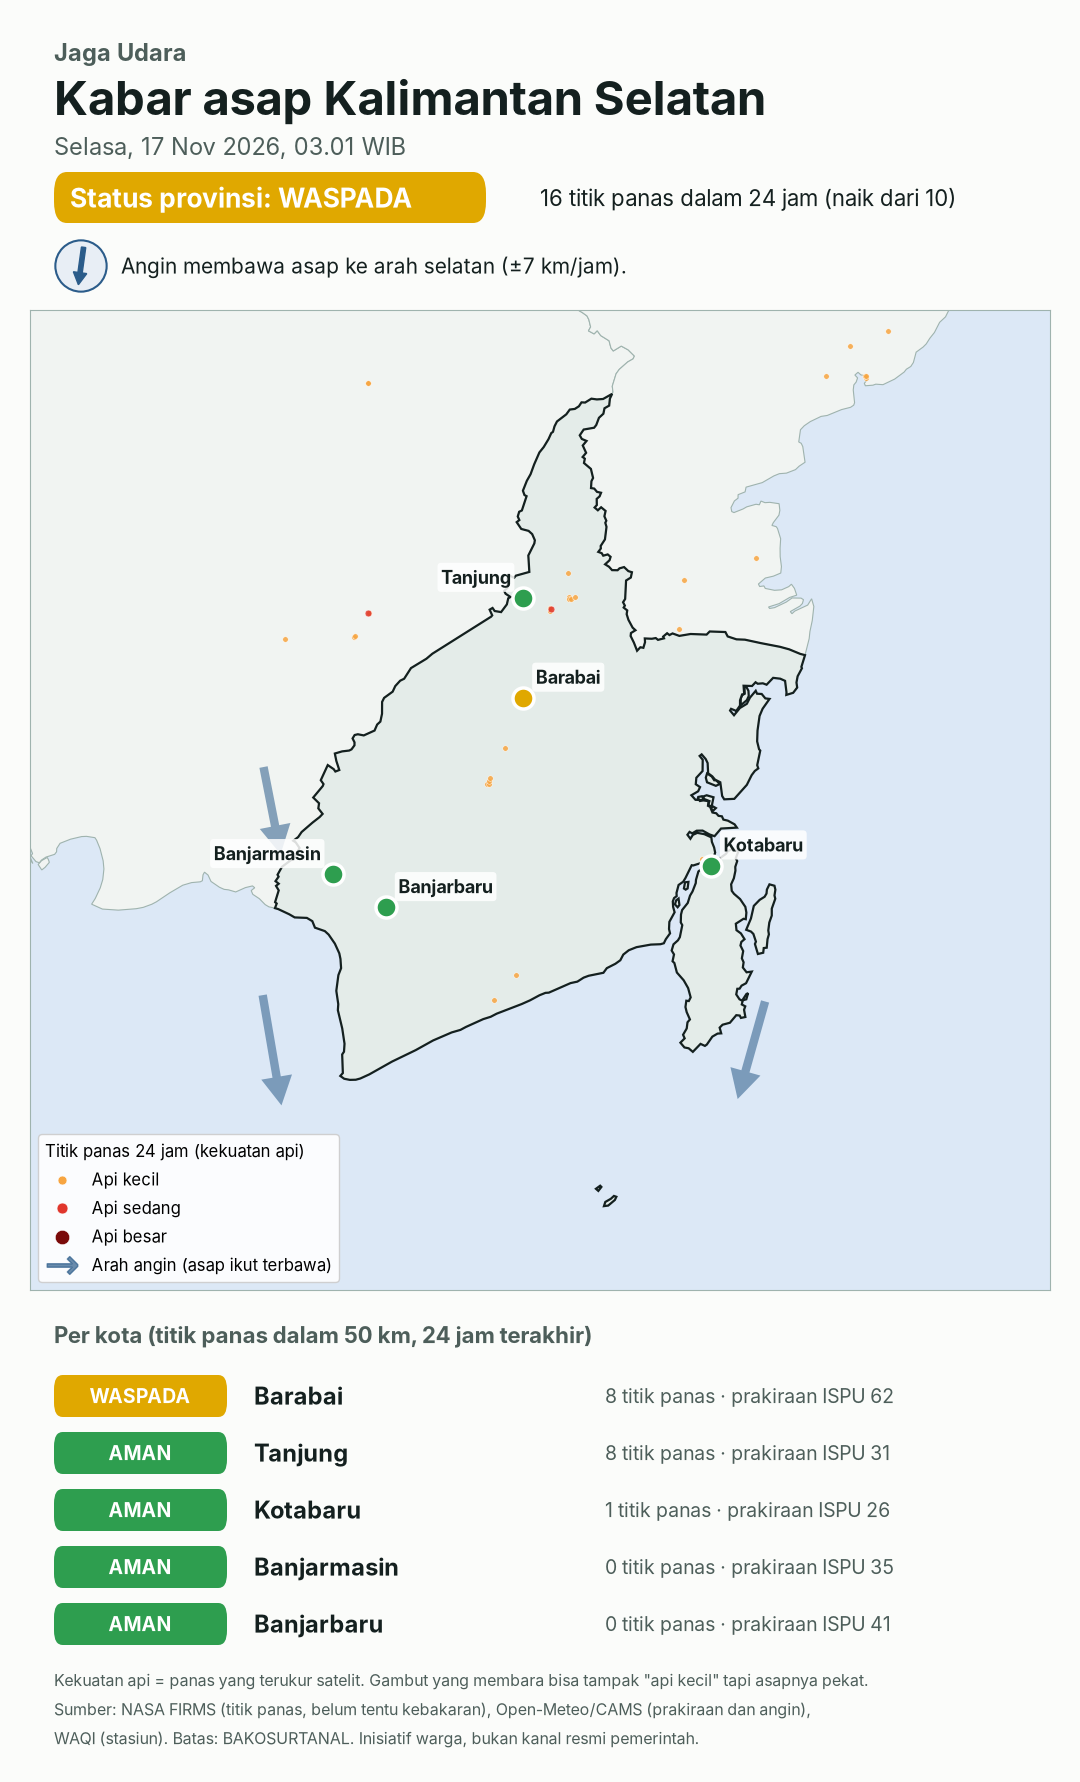 Jaga Udara
Kabar asap Kalimantan Selatan
Selasa, 17 Nov 2026, 03.01 WIB
Status provinsi: WASPADA
16 titik panas dalam 24 jam (naik dari 10)
Angin membawa asap ke arah selatan (±7 km/jam).
Tanjung
Barabai
Banjarmasin
Kotabaru
Banjarbaru
Titik panas 24 jam (kekuatan api)
Api kecil
Api sedang
Api besar
Arah angin (asap ikut terbawa)
Per kota (titik panas dalam 50 km, 24 jam terakhir)
WASPADA Barabai 8 titik panas · prakiraan ISPU 62
AMAN Tanjung 8 titik panas · prakiraan ISPU 31
AMAN Kotabaru 1 titik panas · prakiraan ISPU 26
AMAN Banjarmasin 0 titik panas · prakiraan ISPU 35
AMAN Banjarbaru 0 titik panas · prakiraan ISPU 41
Kekuatan api = panas yang terukur satelit. Gambut yang membara bisa tampak "api kecil" tapi asapnya pekat.
Sumber: NASA FIRMS (titik panas, belum tentu kebakaran), Open-Meteo/CAMS (prakiraan dan angin),
WAQI (stasiun). Batas: BAKOSURTANAL. Inisiatif warga, bukan kanal resmi pemerintah.